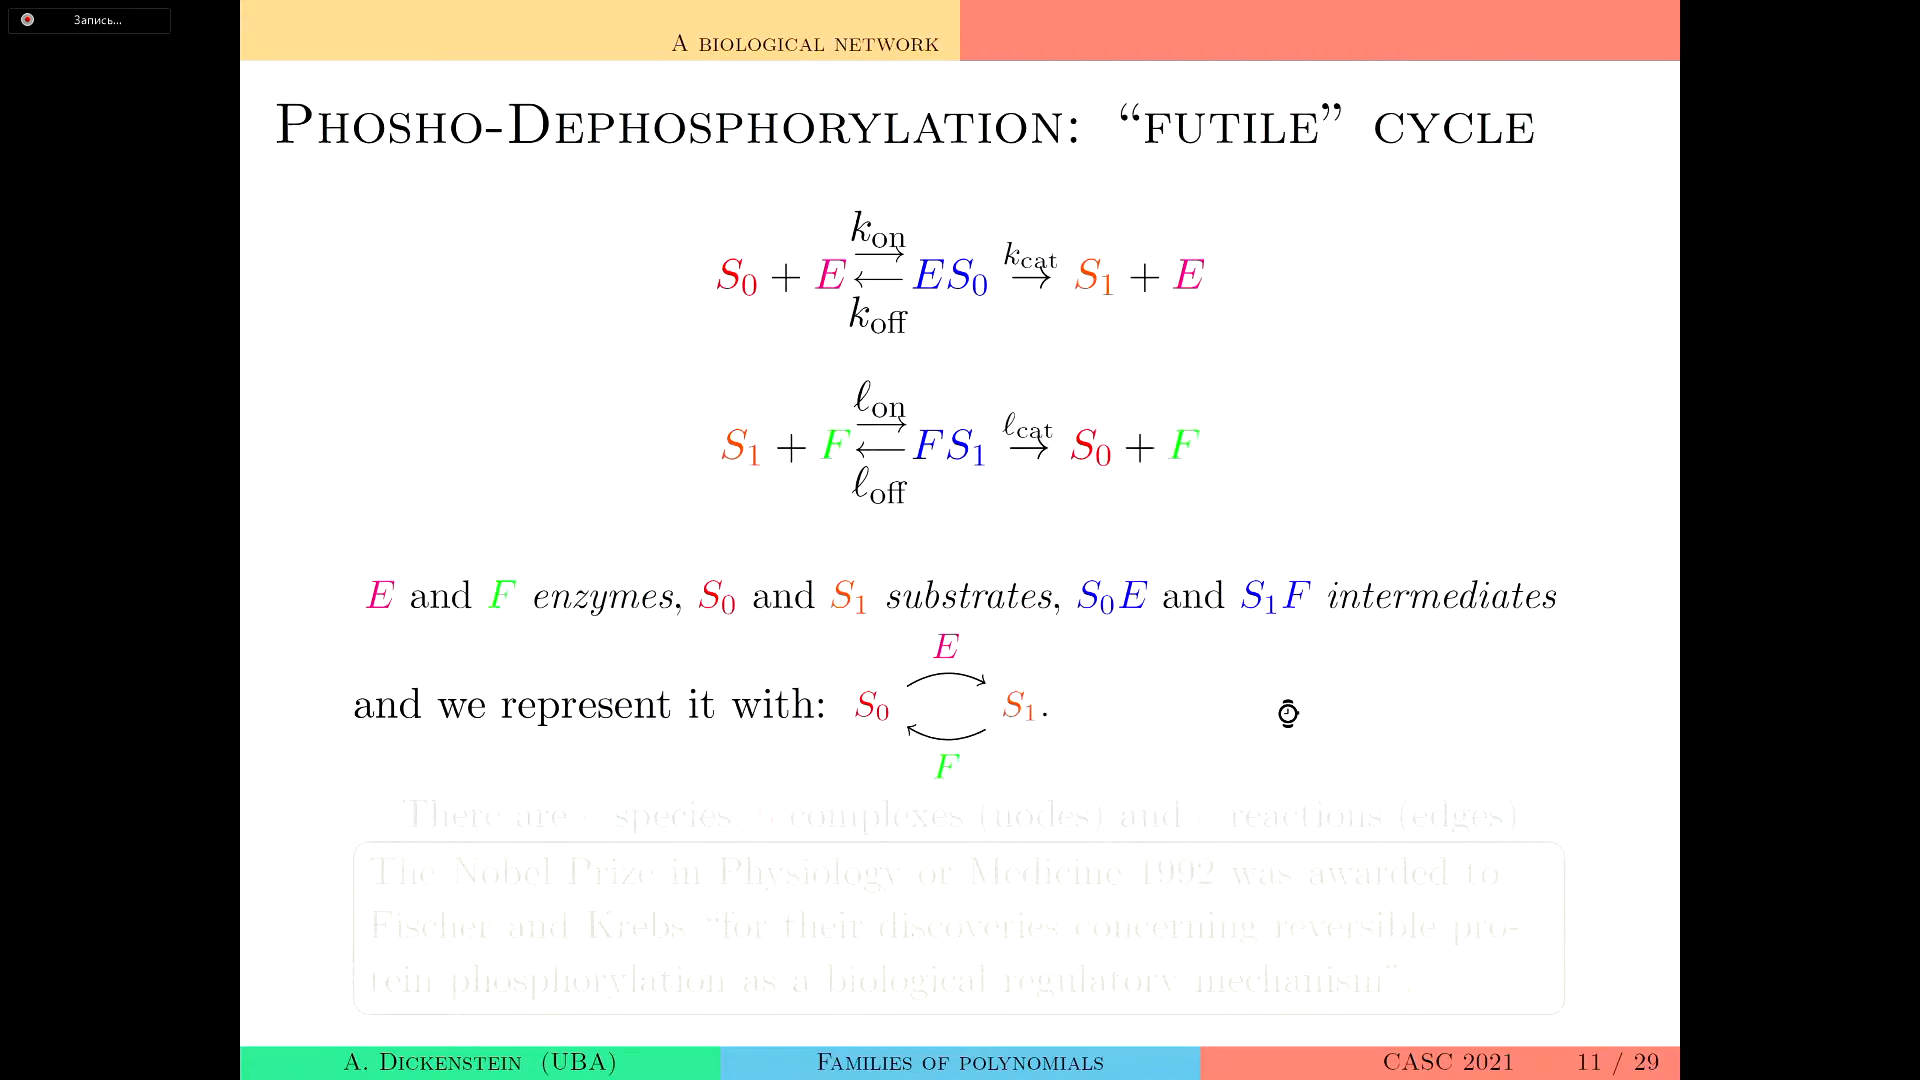 Запись...
A BIOLOGICAL NETWORK
PHOSHO-DEPHOSPHORYLATION: “FUTILE” CYCLE
k_on
S_0 + E ⇄ ES_0 →^{k_cat} S_1 + E
k_off
ℓ_on
S_1 + F ⇄ FS_1 →^{ℓ_cat} S_0 + F
ℓ_off
E and F enzymes, S_0 and S_1 substrates, S_0E and S_1F intermediates
E
and we represent it with: S_0 S_1.
F
There are species, complexes (nodes) and reactions (edges)
The Nobel Prize in Physiology or Medicine 1992 was awarded to
Fischer and Krebs “for their discoveries concerning reversible pro-
tein phosphorylation as a biological regulatory mechanism”.
A. DICKENSTEIN (UBA) FAMILIES OF POLYNOMIALS CASC 2021 11 / 29